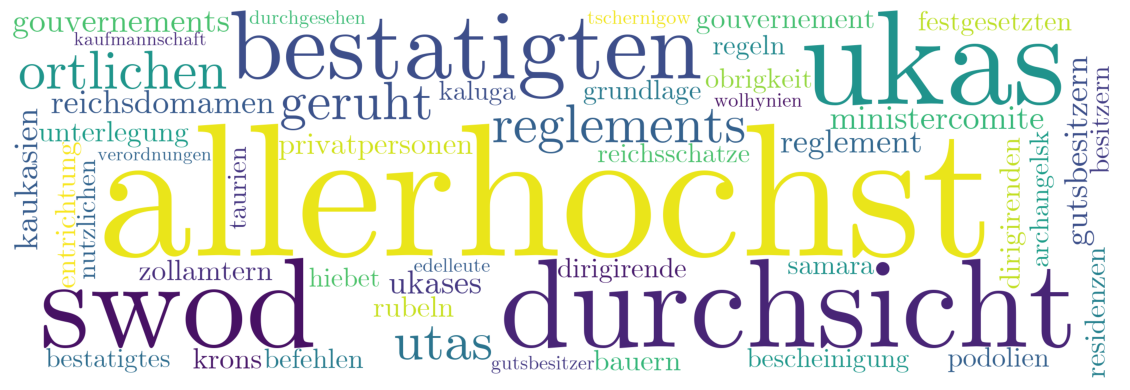 gouvernements
durchgesehen
tschernigow
gouvernement
festgesetzten
kaufmannschaft
bestatigten
ukas
regeln
ortlichen
obrigkeit
reichsdomamen
geruht
kaluga
grundlage
wolhynien
ministercomite
gutsbesitzern
besitzern
kaukasien
unterlegung
privatpersonen
reglements
reglement
verordnungen
reichsschatze
entrichtung
nutzlichen
taurien
allerhochst
dirigirenden
archangelsk
zollamtern
hiebet
edelleute
ukases
dirigirende
samara
residenzen
swod
rubeln
durchsicht
utas
bestatigtes
krons
befehlen
gutsbesitzer
bauern
bescheinigung
podolien